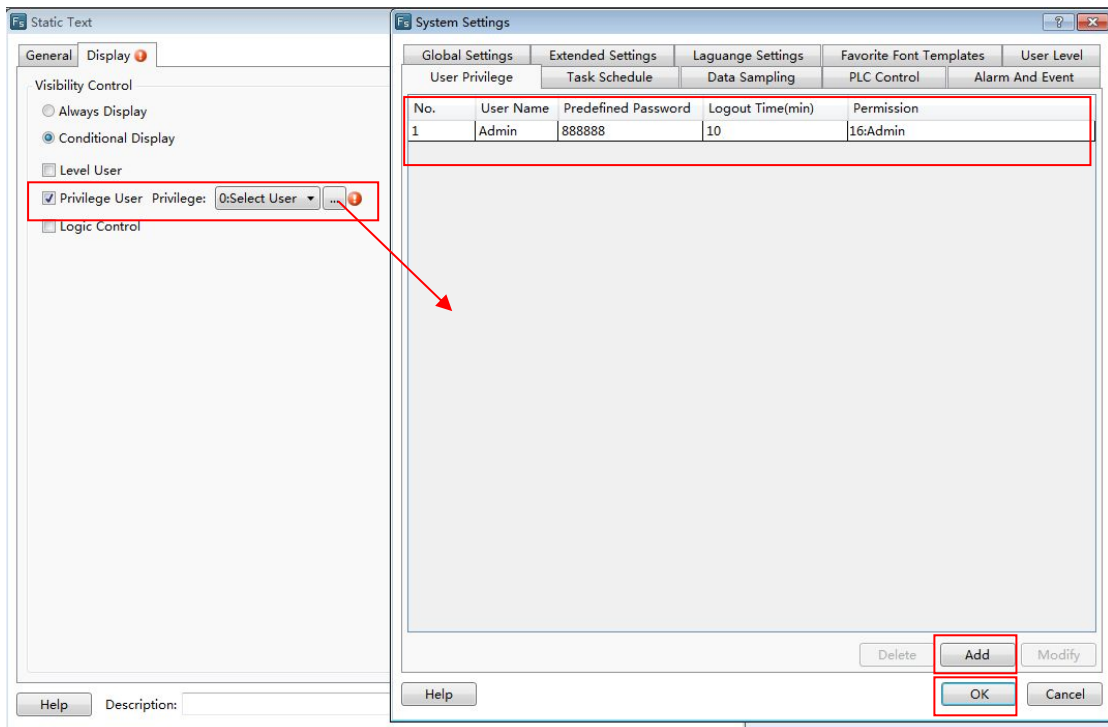 Fs Static Text
General Display
Visibility Control
Always Display
Conditional Display
Level User
Privilege User Privilege: 0:Select User ...
Logic Control
Help Description:
Fs System Settings
Global Settings Extended Settings Laguange Settings Favorite Font Templates User Level
User Privilege Task Schedule Data Sampling PLC Control Alarm And Event
No. User Name Predefined Password Logout Time(min) Permission
1 Admin 888888 10 16:Admin
Delete Add Modify
Help OK Cancel